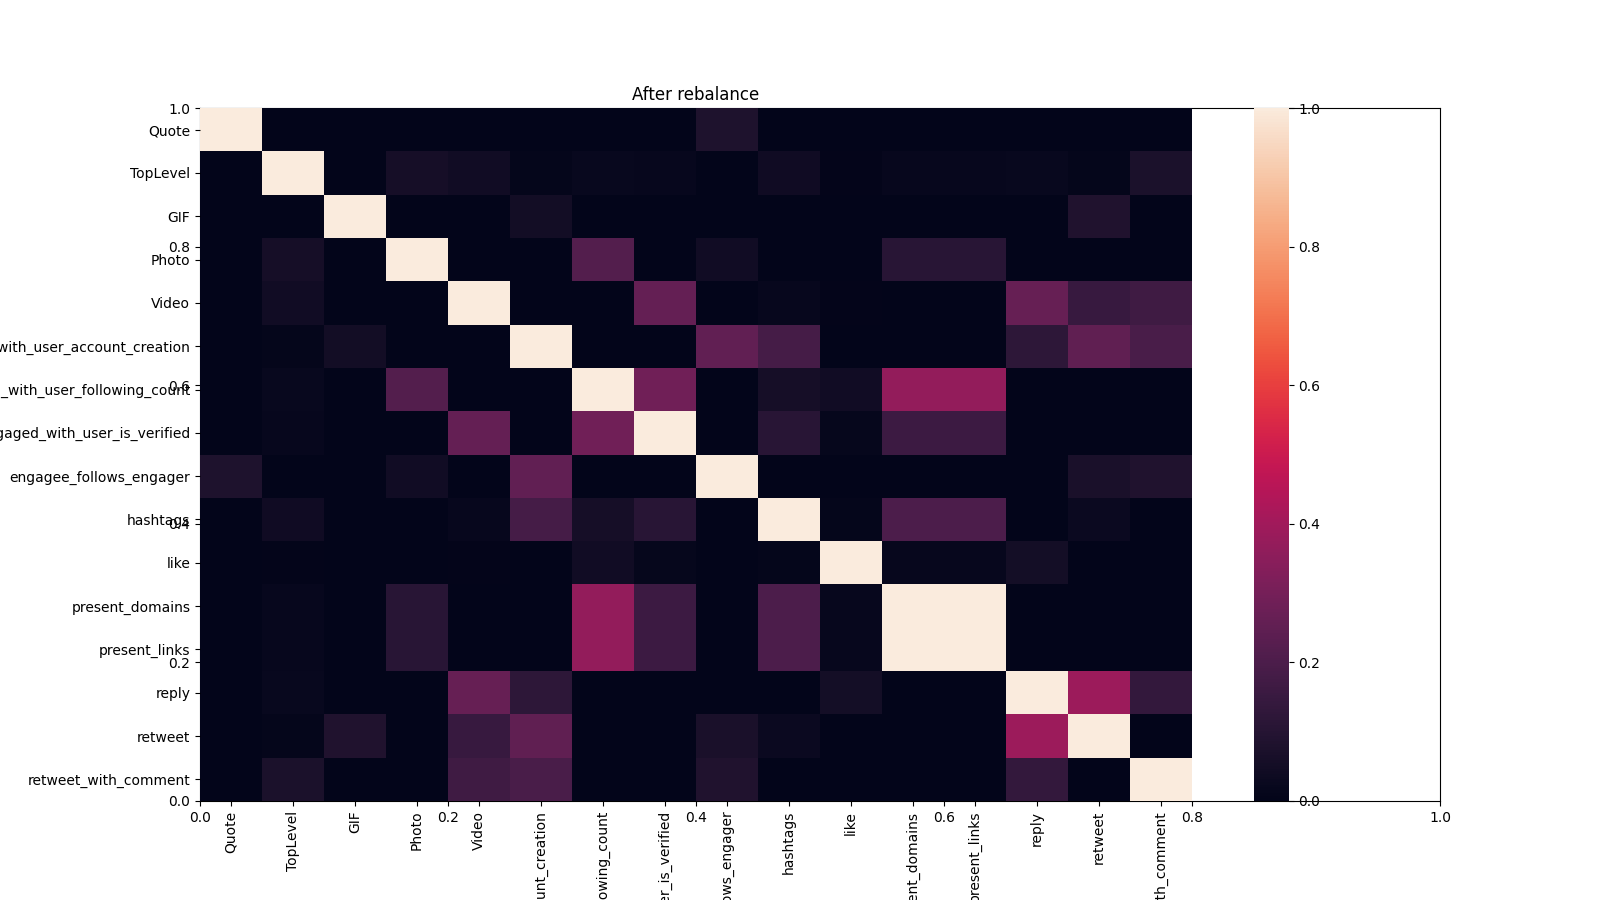 After rebalance
1.0
Quote
TopLevel
GIF
0.8
Photo
Video
with_user_account_creation
0.6
_with_user_following_count
gaged_with_user_is_verified
engagee_follows_engager
hashtags
0.4
like
present_domains
present_links
0.2
reply
retweet
retweet_with_comment
0.0
0.0
0.2
0.4
0.6
0.8
1.0
Quote
TopLevel
GIF
Photo
Video
unt_creation
owing_count
er_is_verified
ows_engager
hashtags
like
ent_domains
present_links
reply
retweet
th_comment
1.0
0.8
0.6
0.4
0.2
0.0